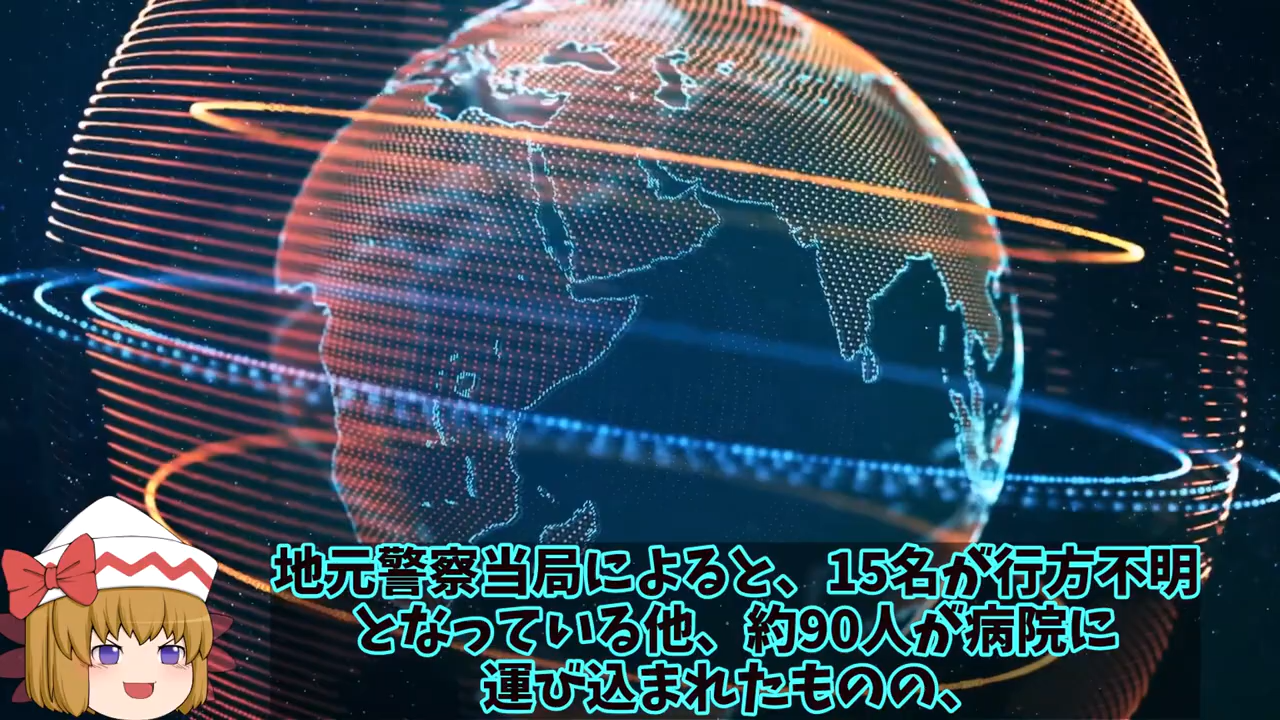 地元警察当局によると、15名が行方不明
となっている他、約90人が病院に
運び込まれたものの、